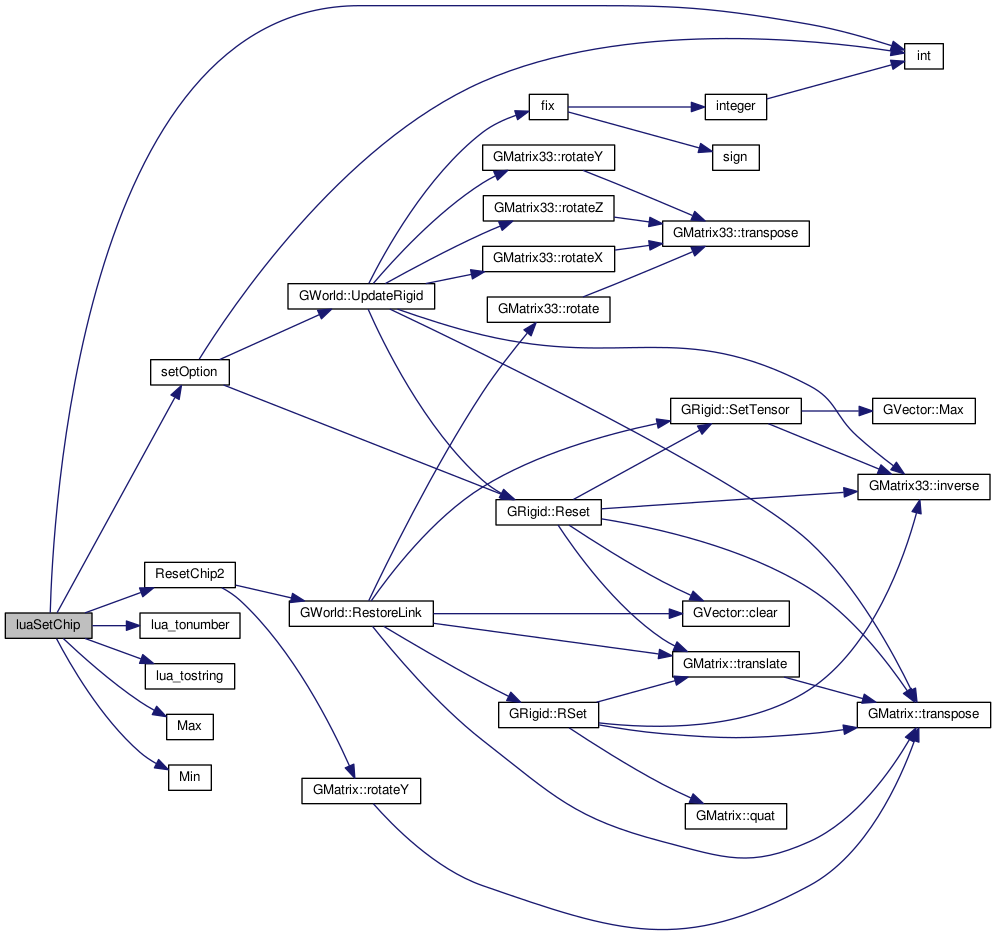 int
fix
integer
sign
GMatrix33::rotateY
GMatrix33::rotateZ
GMatrix33::transpose
GMatrix33::rotateX
GWorld::UpdateRigid
GMatrix33::rotate
setOption
GRigid::SetTensor
GVector::Max
GMatrix33::inverse
GRigid::Reset
ResetChip2
GWorld::RestoreLink
GVector::clear
luaSetChip
lua_tonumber
GMatrix::translate
lua_tostring
GRigid::RSet
GMatrix::transpose
Max
Min
GMatrix::rotateY
GMatrix::quat